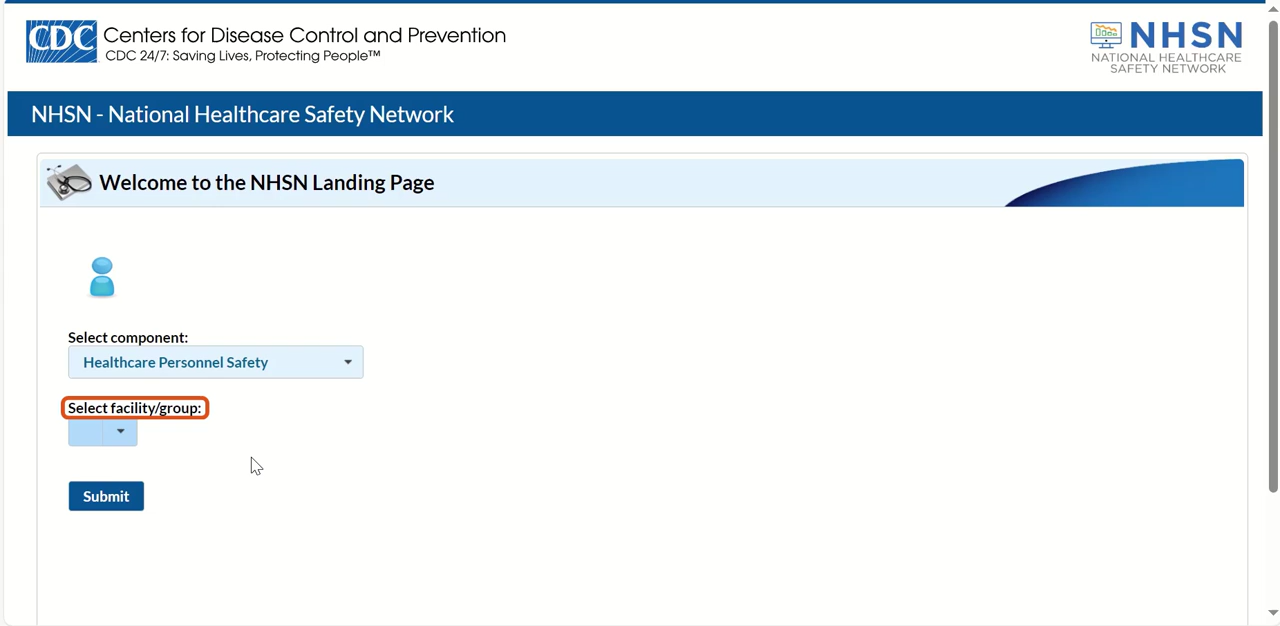 CDC
Centers for Disease Control and Prevention
CDC 24/7: Saving Lives, Protecting People™
NHSN
NATIONAL HEALTHCARE
SAFETY NETWORK
NHSN - National Healthcare Safety Network
Welcome to the NHSN Landing Page
Select component:
Healthcare Personnel Safety
Select facility/group:
Submit